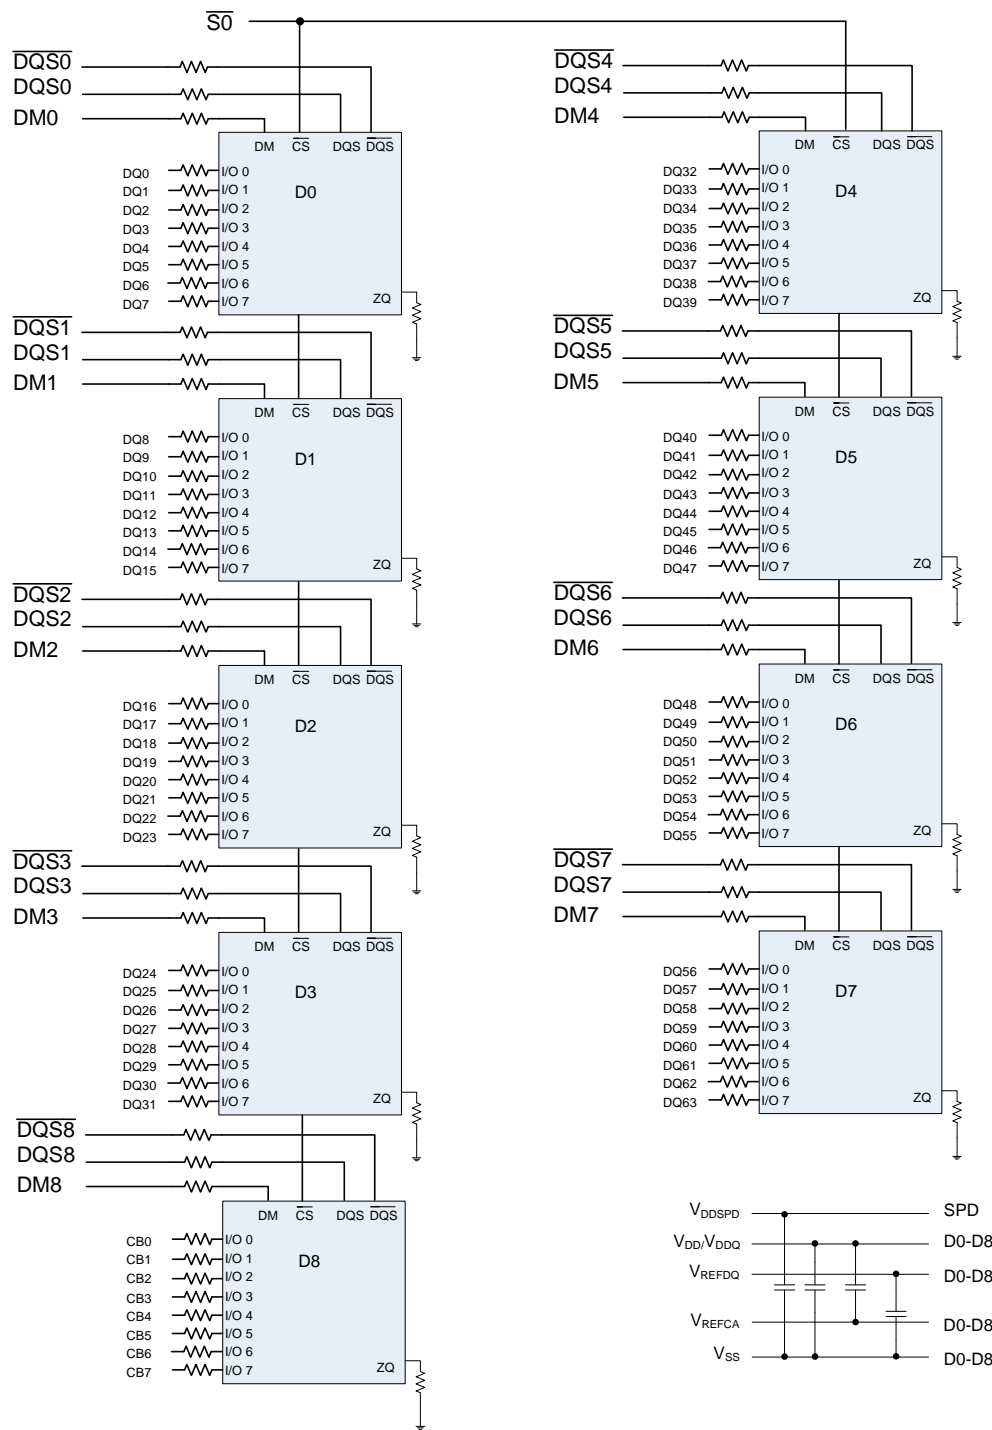 S0
DQS0
DQS0
DM0
DM CS DQS DQS
D0
DQ0 I/O 0
DQ1 I/O 1
DQ2 I/O 2
DQ3 I/O 3
DQ4 I/O 4
DQ5 I/O 5
DQ6 I/O 6
DQ7 I/O 7
ZQ
DQS1
DQS1
DM1
DM CS DQS DQS
D1
DQ8 I/O 0
DQ9 I/O 1
DQ10 I/O 2
DQ11 I/O 3
DQ12 I/O 4
DQ13 I/O 5
DQ14 I/O 6
DQ15 I/O 7
ZQ
DQS2
DQS2
DM2
DM CS DQS DQS
D2
DQ16 I/O 0
DQ17 I/O 1
DQ18 I/O 2
DQ19 I/O 3
DQ20 I/O 4
DQ21 I/O 5
DQ22 I/O 6
DQ23 I/O 7
ZQ
DQS3
DQS3
DM3
DM CS DQS DQS
D3
DQ24 I/O 0
DQ25 I/O 1
DQ26 I/O 2
DQ27 I/O 3
DQ28 I/O 4
DQ29 I/O 5
DQ30 I/O 6
DQ31 I/O 7
ZQ
DQS8
DQS8
DM8
DM CS DQS DQS
D8
CB0 I/O 0
CB1 I/O 1
CB2 I/O 2
CB3 I/O 3
CB4 I/O 4
CB5 I/O 5
CB6 I/O 6
CB7 I/O 7
ZQ
DQS4
DQS4
DM4
DM CS DQS DQS
D4
DQ32 I/O 0
DQ33 I/O 1
DQ34 I/O 2
DQ35 I/O 3
DQ36 I/O 4
DQ37 I/O 5
DQ38 I/O 6
DQ39 I/O 7
ZQ
DQS5
DQS5
DM5
DM CS DQS DQS
D5
DQ40 I/O 0
DQ41 I/O 1
DQ42 I/O 2
DQ43 I/O 3
DQ44 I/O 4
DQ45 I/O 5
DQ46 I/O 6
DQ47 I/O 7
ZQ
DQS6
DQS6
DM6
DM CS DQS DQS
D6
DQ48 I/O 0
DQ49 I/O 1
DQ50 I/O 2
DQ51 I/O 3
DQ52 I/O 4
DQ53 I/O 5
DQ54 I/O 6
DQ55 I/O 7
ZQ
DQS7
DQS7
DM7
DM CS DQS DQS
D7
DQ56 I/O 0
DQ57 I/O 1
DQ58 I/O 2
DQ59 I/O 3
DQ60 I/O 4
DQ61 I/O 5
DQ62 I/O 6
DQ63 I/O 7
ZQ
VDDSPD SPD
VDD/VDDQ D0-D8
VREFDQ D0-D8
VREFCA D0-D8
VSS D0-D8